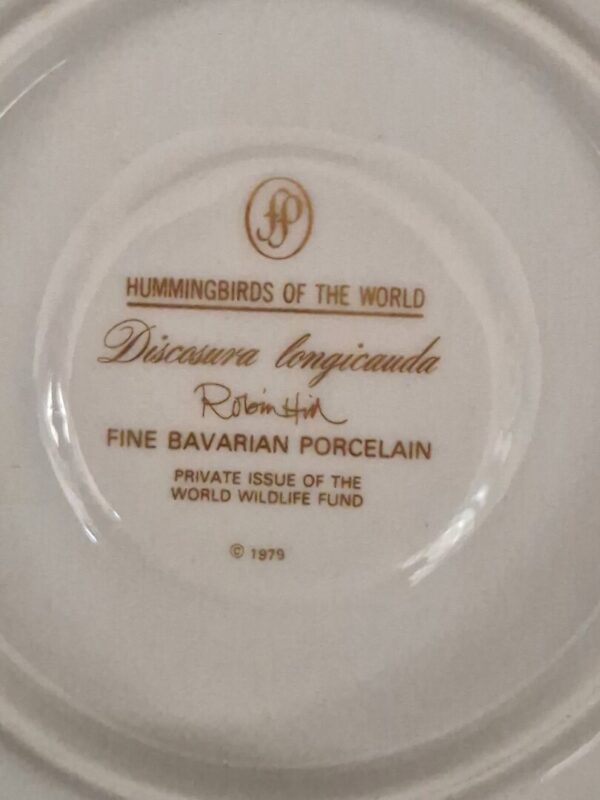 HUMMINGBIRDS OF THE WORLD
Discosura longicauda
Robin Hill
FINE BAVARIAN PORCELAIN
PRIVATE ISSUE OF THE
WORLD WILDLIFE FUND
© 1979